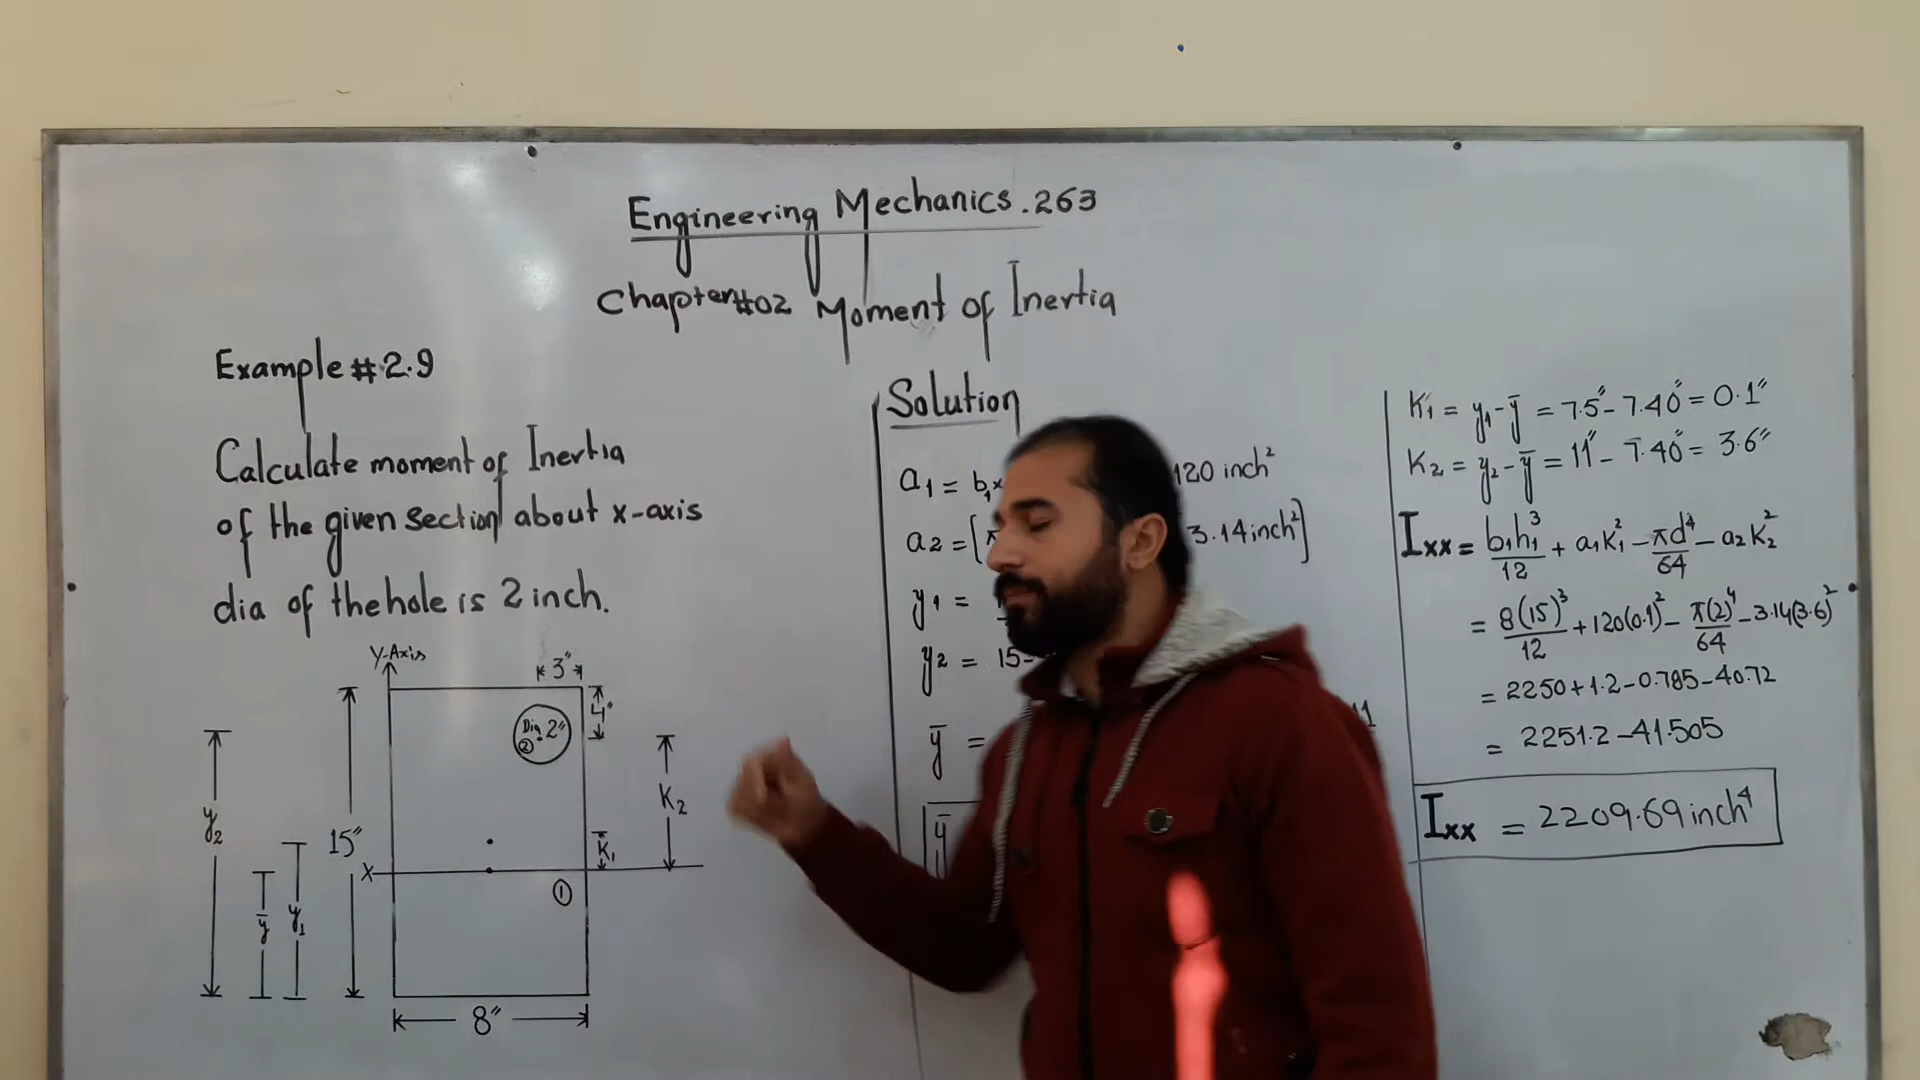 Engineering Mechanics.263
Chapter#02 Moment of Inertia
Example#2.9
Calculate moment of Inertia
of the given section about x-axis
dia of the hole is 2 inch.
Y-Axis
3"
4"
Dia 2"
②
K₂
K₁
15"
y₂
y₁
ȳ
X
①
8"
Solution
a₁ = b₁×
120 inch²
a₂ = [
3.14inch²]
y₁ =
y₂ = 15-
ȳ =
ȳ
K₁ = y₁-ȳ = 7.5"-7.40"= 0.1"
K₂ = y₂-ȳ = 11"- 7.40"= 3.6"
Ixx = b₁h₁³/12 + a₁K₁² - πd⁴/64 - a₂K₂²
= 8(15)³/12 + 120(0.1)² - π(2)⁴/64 - 3.14(3.6)²
= 2250+1.2-0.785-40.72
= 2251.2-41.505
Ixx = 2209.69inch⁴